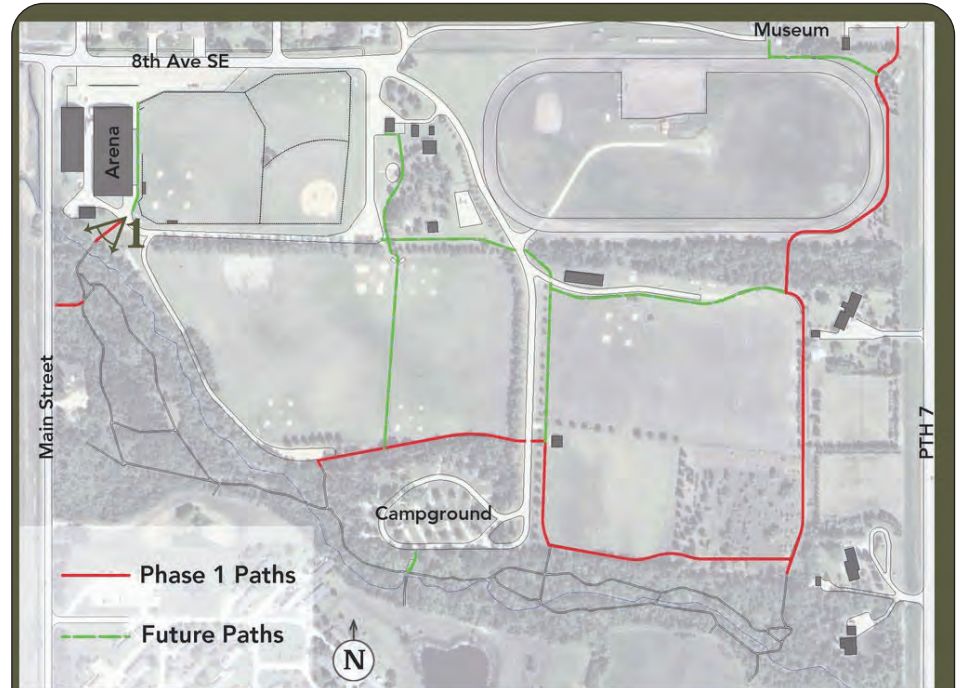 Museum
8th Ave SE
Arena
1
Main Street
PTH 7
Campground
Phase 1 Paths
Future Paths
N